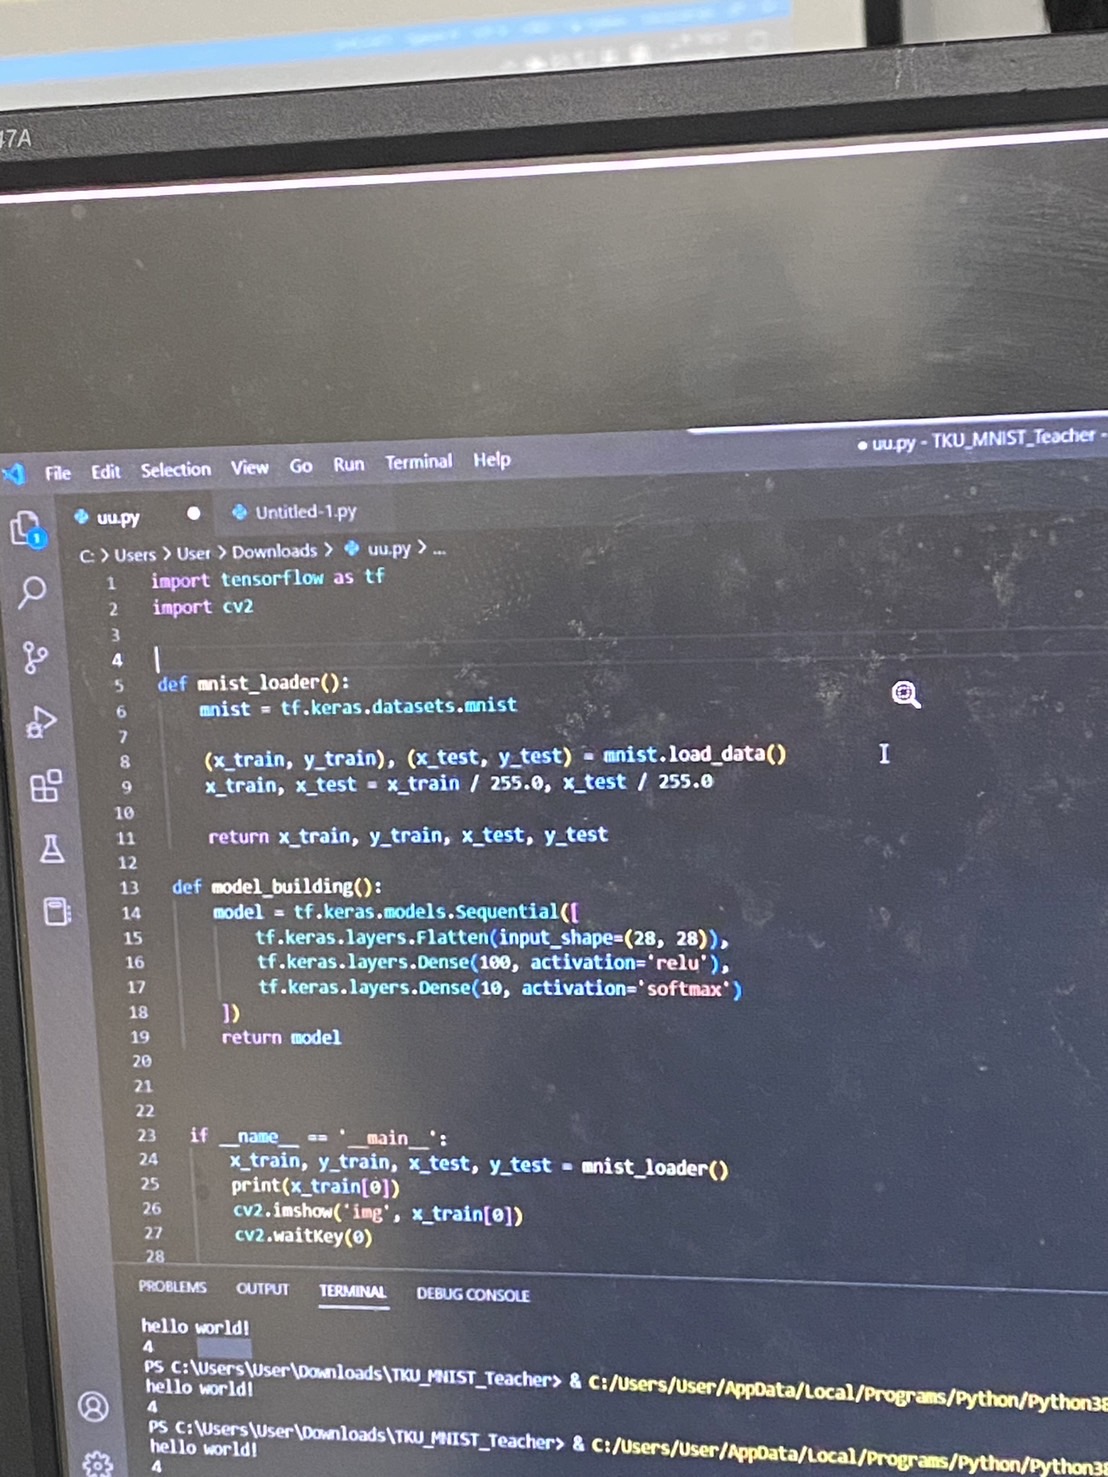 47A
File Edit Selection View Go Run Terminal Help
● uu.py - TKU_MNIST_Teacher -
uu.py ● Untitled-1.py
1
C: > Users > User > Downloads > uu.py > ...
1 import tensorflow as tf
2 import cv2
3
4
5 def mnist_loader():
6 mnist = tf.keras.datasets.mnist
7
8 (x_train, y_train), (x_test, y_test) = mnist.load_data()
9 x_train, x_test = x_train / 255.0, x_test / 255.0
10
11 return x_train, y_train, x_test, y_test
12
13 def model_building():
14 model = tf.keras.models.Sequential([
15 tf.keras.layers.Flatten(input_shape=(28, 28)),
16 tf.keras.layers.Dense(100, activation='relu'),
17 tf.keras.layers.Dense(10, activation='softmax')
18 ])
19 return model
20
21
22
23 if __name__ == '__main__':
24 x_train, y_train, x_test, y_test = mnist_loader()
25 print(x_train[0])
26 cv2.imshow('img', x_train[0])
27 cv2.waitKey(0)
28
PROBLEMS OUTPUT TERMINAL DEBUG CONSOLE
hello world!
4
PS C:\Users\User\Downloads\TKU_MNIST_Teacher> & C:/Users/User/AppData/Local/Programs/Python/Python38
hello world!
4
PS C:\Users\User\Downloads\TKU_MNIST_Teacher> & C:/Users/User/AppData/Local/Programs/Python/Python38
hello world!
4